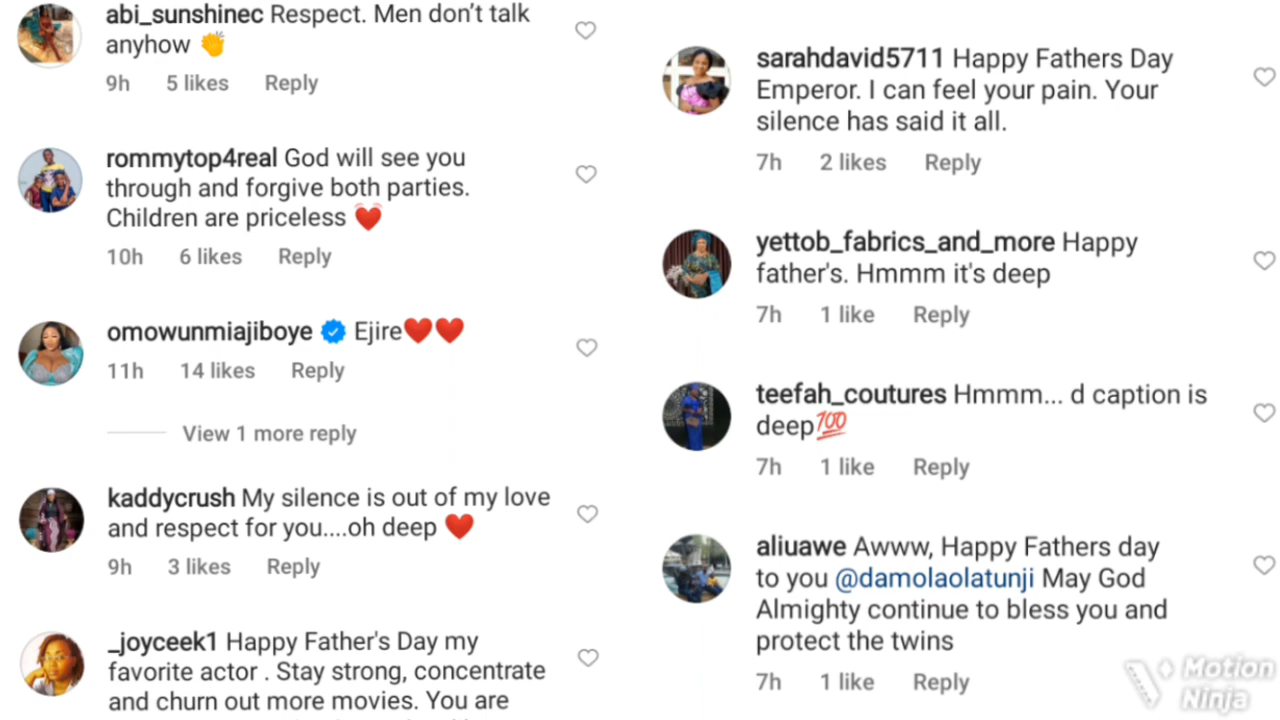 abi_sunshinec Respect. Men don't talk
anyhow 👏
9h 5 likes Reply
rommytop4real God will see you
through and forgive both parties.
Children are priceless 💓
10h 6 likes Reply
omowunmiajiboye Ejire❤️❤️
11h 14 likes Reply
View 1 more reply
kaddycrush My silence is out of my love
and respect for you....oh deep ❤️
9h 3 likes Reply
_joyceek1 Happy Father's Day my
favorite actor . Stay strong, concentrate
and churn out more movies. You are
sarahdavid5711 Happy Fathers Day
Emperor. I can feel your pain. Your
silence has said it all.
7h 2 likes Reply
yettob_fabrics_and_more Happy
father's. Hmmm it's deep
7h 1 like Reply
teefah_coutures Hmmm... d caption is
deep💯
7h 1 like Reply
aliuawe Awww, Happy Fathers day
to you @damolaolatunji May God
Almighty continue to bless you and
protect the twins
7h 1 like Reply
Motion
Ninja